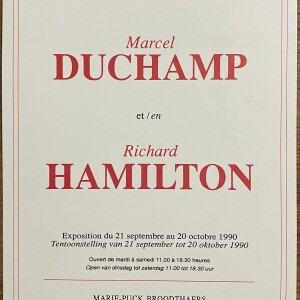 Marcel
DUCHAMP
et / en
Richard
HAMILTON
Exposition du 21 septembre au 20 octobre 1990
Tentoonstelling van 21 september tot 20 oktober 1990
Ouvert de mardi à samedi 11.00 à 18.30 heures
Open van dinsdag tot zaterdag 11.00 tot 18.30 uur
MARIE-PUCK BROODTHAERS